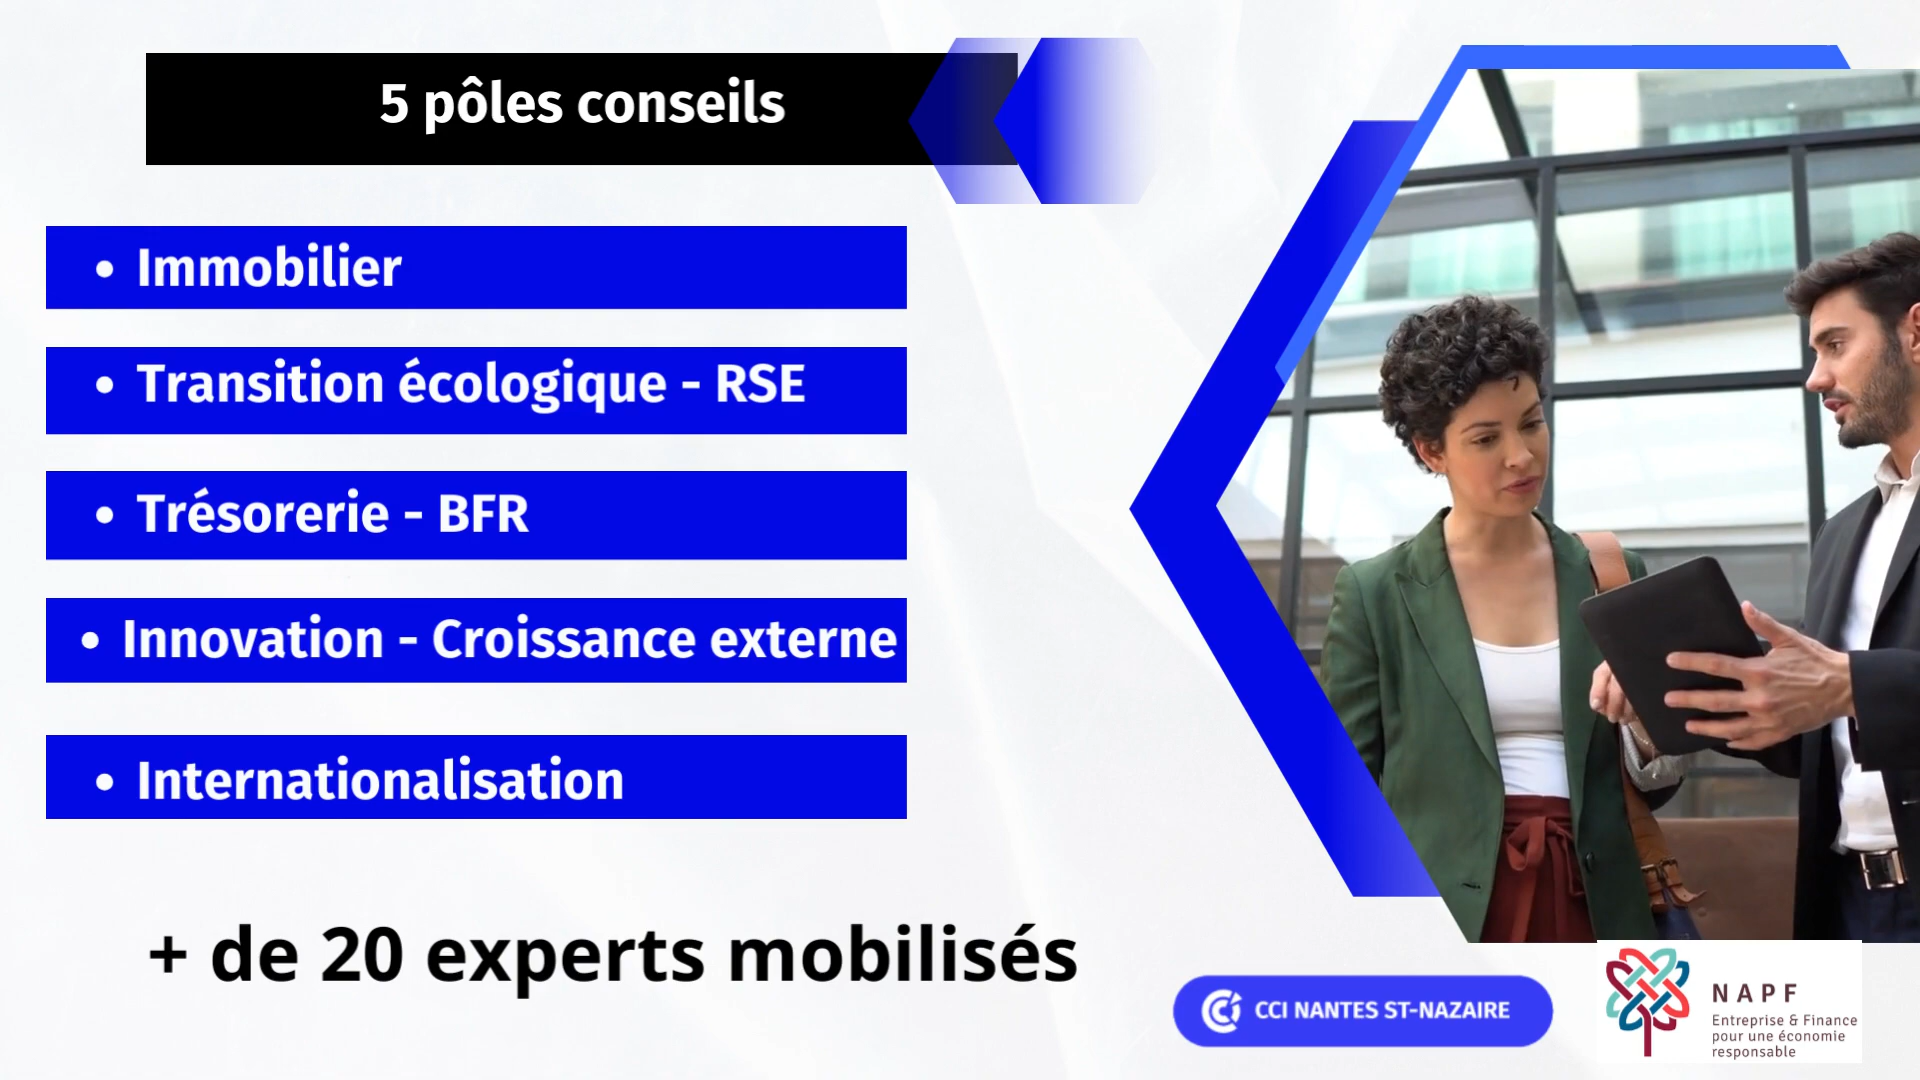 5 pôles conseils
• Immobilier
• Transition écologique - RSE
• Trésorerie - BFR
• Innovation - Croissance externe
• Internationalisation
+ de 20 experts mobilisés
CCI NANTES ST-NAZAIRE
NAPF
Entreprise & Finance
pour une économie
responsable